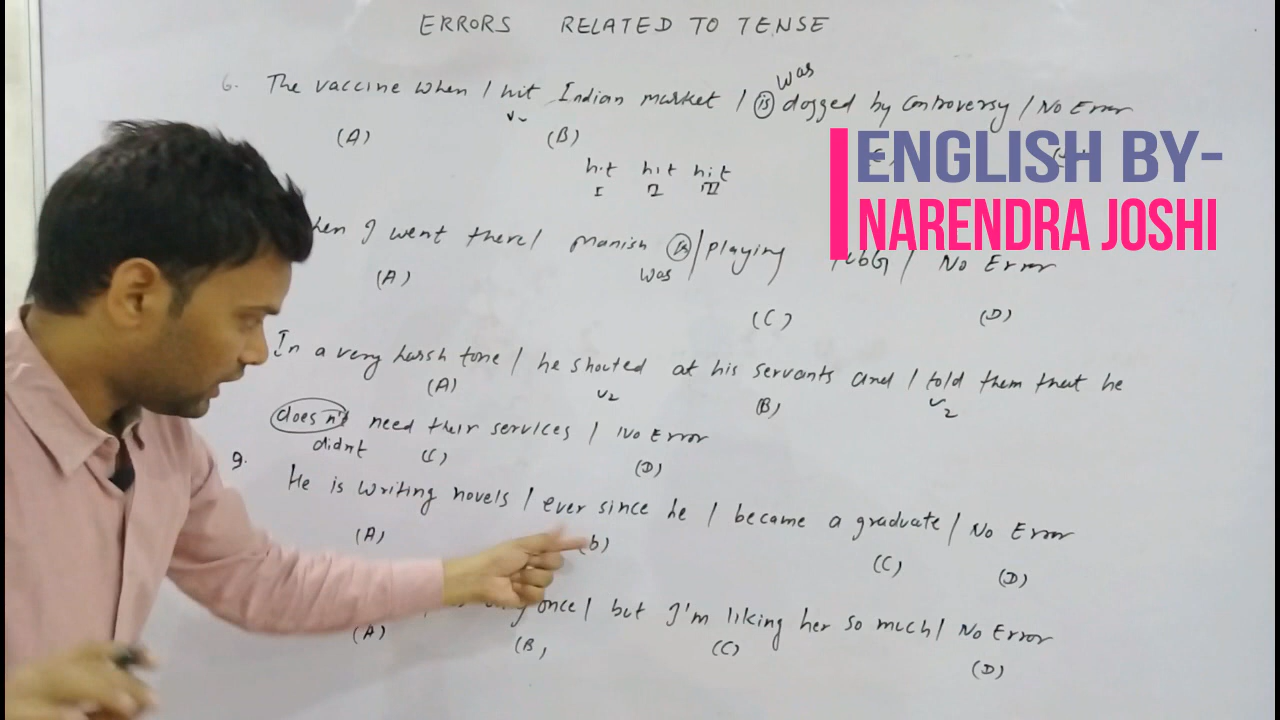 ERRORS RELATED TO TENSE
was
6. The vaccine when / hit Indian market / is dogged by controversy / No Error
v2
(A) (B)
hit hit hit
I II III
ENGLISH BY-
NARENDRA JOSHI
I went there / Manish is / playing / No Error
was
(A) (C) (D)
In a very harsh tone / he shouted at his servants and / told them that he
(A) v2 (B) v2
doesn't need their services / No Error
didnt (C) (D)
9.
He is writing novels / ever since he / became a graduate / No Error
(A) (b) (C) (D)
once / but I'm liking her so much / No Error
(A) (B) (C) (D)